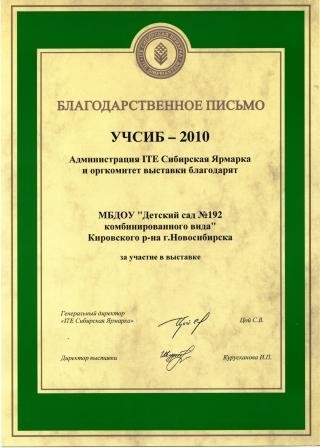 БЛАГОДАРСТВЕННОЕ ПИСЬМО
УЧСИБ – 2010
Администрация ITE Сибирская Ярмарка
и оргкомитет выставки благодарят
МБДОУ "Детский сад №192
комбинированного вида"
Кировского р-на г.Новосибирска
за участие в выставке
Генеральный директор
«ITE Сибирская Ярмарка»
Цой С.В.
Директор выставки
Курусканова И.П.